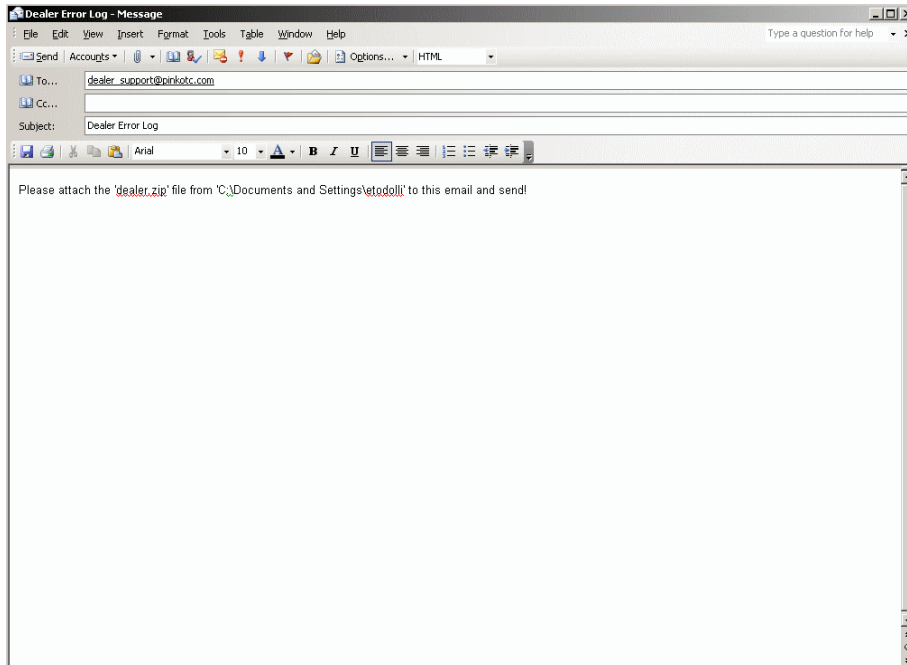 Dealer Error Log - Message
File Edit View Insert Format Tools Table Window Help Type a question for help
Send Accounts Options... HTML
To... dealer_support@pinkotc.com
Cc...
Subject: Dealer Error Log
Arial 10 A B I U
Please attach the 'dealer.zip' file from 'C:\Documents and Settings\etodolli' to this email and send!